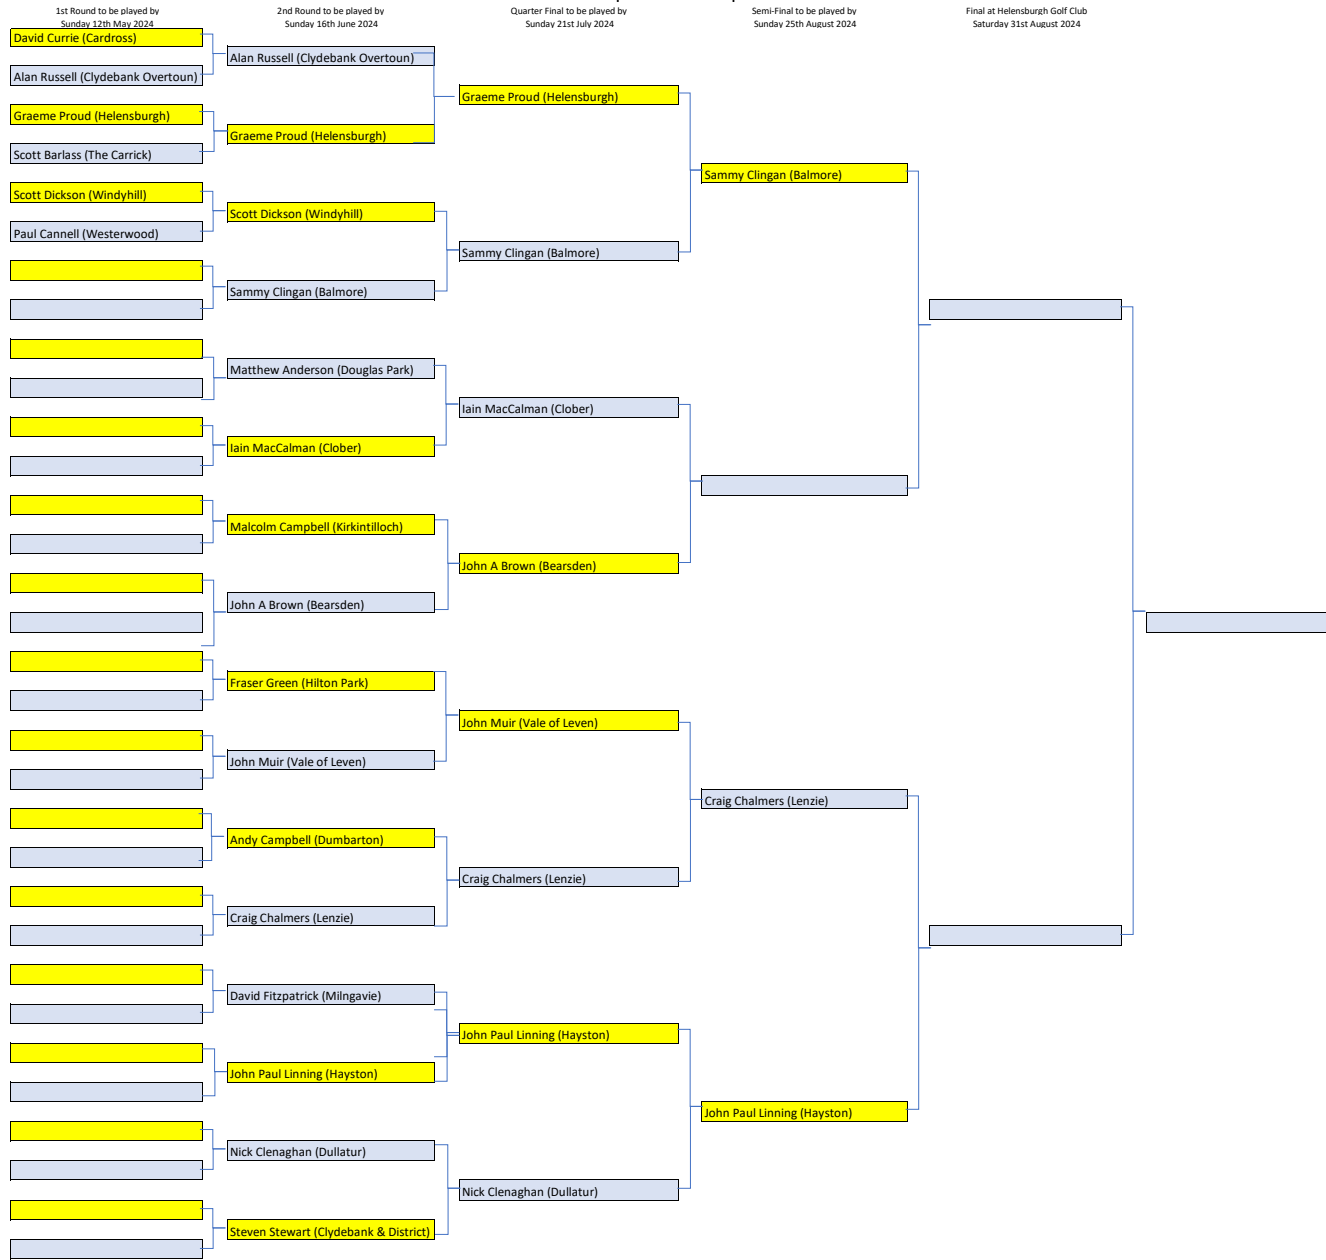 1st Round to be played by
Sunday 12th May 2024
2nd Round to be played by
Sunday 16th June 2024
Quarter Final to be played by
Sunday 21st July 2024
Semi-Final to be played by
Sunday 25th August 2024
Final at Helensburgh Golf Club
Saturday 31st August 2024
David Currie (Cardross)
Alan Russell (Clydebank Overtoun)
Graeme Proud (Helensburgh)
Scott Barlass (The Carrick)
Scott Dickson (Windyhill)
Paul Cannell (Westerwood)
Alan Russell (Clydebank Overtoun)
Graeme Proud (Helensburgh)
Scott Dickson (Windyhill)
Sammy Clingan (Balmore)
Matthew Anderson (Douglas Park)
Iain MacCalman (Clober)
Malcolm Campbell (Kirkintilloch)
John A Brown (Bearsden)
Fraser Green (Hilton Park)
John Muir (Vale of Leven)
Andy Campbell (Dumbarton)
Craig Chalmers (Lenzie)
David Fitzpatrick (Milngavie)
John Paul Linning (Hayston)
Nick Clenaghan (Dullatur)
Steven Stewart (Clydebank & District)
Graeme Proud (Helensburgh)
Sammy Clingan (Balmore)
Iain MacCalman (Clober)
John A Brown (Bearsden)
John Muir (Vale of Leven)
Craig Chalmers (Lenzie)
John Paul Linning (Hayston)
Nick Clenaghan (Dullatur)
Sammy Clingan (Balmore)
Craig Chalmers (Lenzie)
John Paul Linning (Hayston)